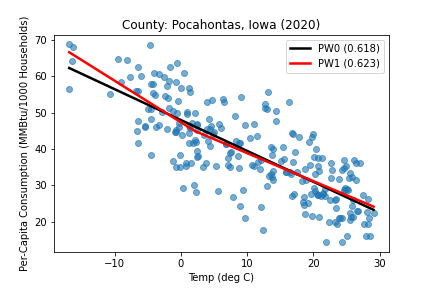 County: Pocahontas, Iowa (2020)
Per-Capita Consumption (MMBtu/1000 Households)
70
60
50
40
30
20
PW0 (0.618)
PW1 (0.623)
−10
0
10
20
30
Temp (deg C)